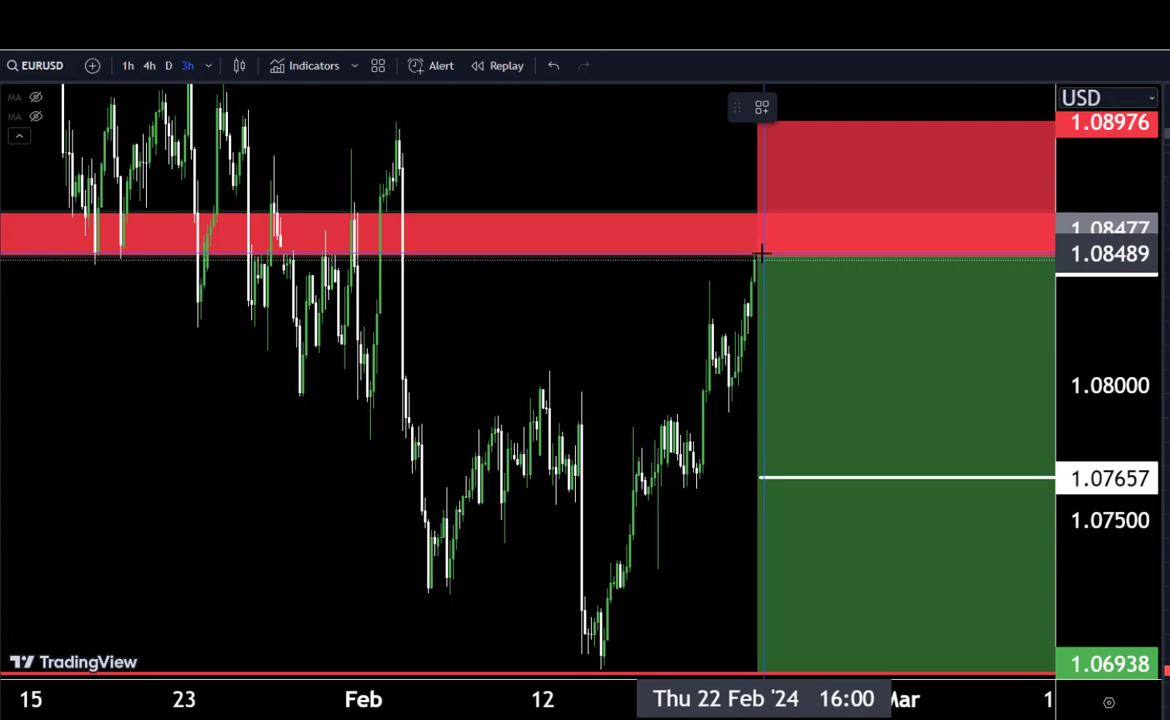 EURUSD 1h 4h D 3h Indicators Alert Replay
MA
MA
USD
1.08976
1.08477
1.08489
1.08000
1.07657
1.07500
1.06938
TradingView
15 23 Feb 12 Thu 22 Feb '24 16:00 Mar 1